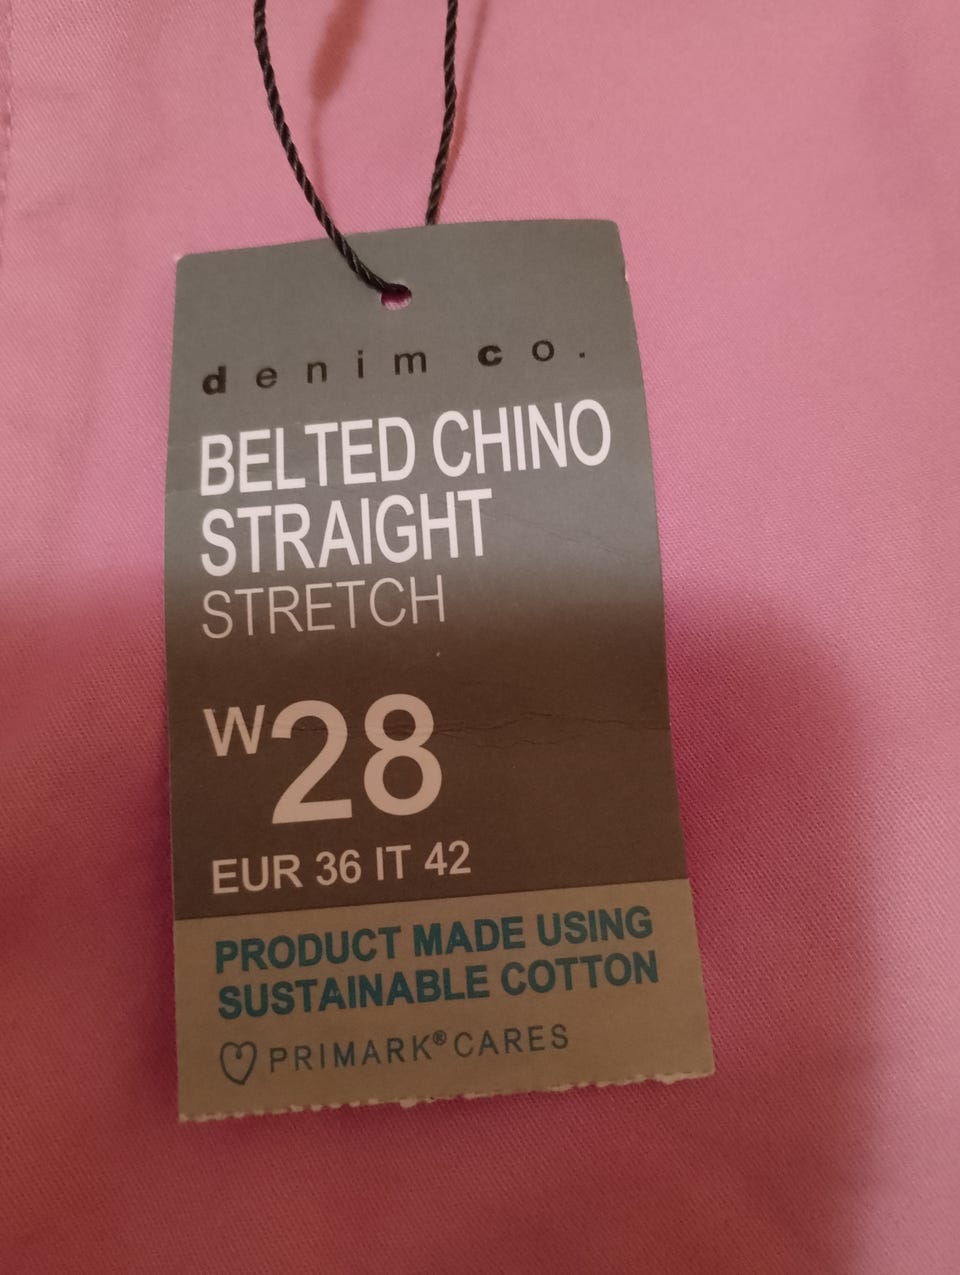 denim co.
BELTED CHINO
STRAIGHT
STRETCH
W28
EUR 36 IT 42
PRODUCT MADE USING
SUSTAINABLE COTTON
PRIMARK® CARES